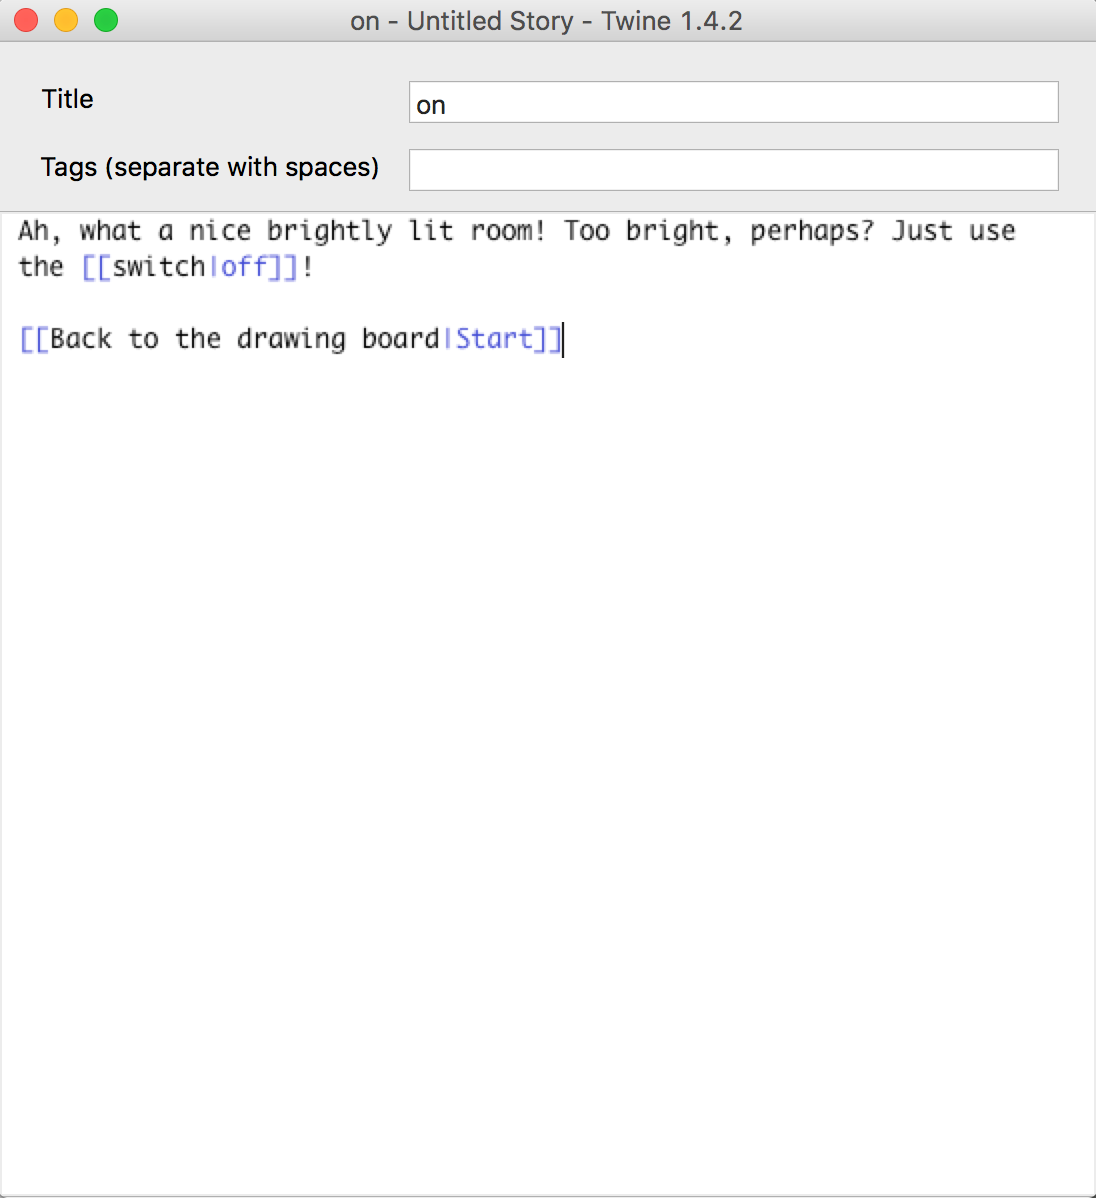 on - Untitled Story - Twine 1.4.2
Title
on
Tags (separate with spaces)
Ah, what a nice brightly lit room! Too bright, perhaps? Just use
the [[switch|off]]!
[[Back to the drawing board|Start]]